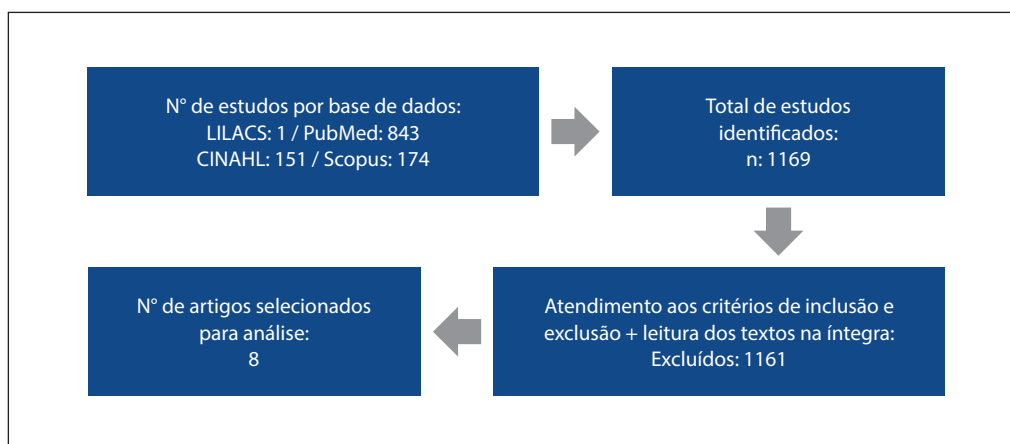 N° de estudos por base de dados:
LILACS: 1 / PubMed: 843
CINAHL: 151 / Scopus: 174
Total de estudos
identificados:
n: 1169
Atendimento aos critérios de inclusão e
exclusão + leitura dos textos na íntegra:
Excluídos: 1161
N° de artigos selecionados
para análise:
8